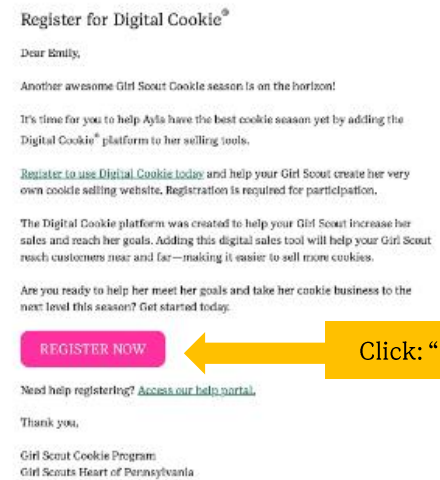 Register for Digital Cookie®
Dear Emily,
Another awesome Girl Scout Cookie season is on the horizon!
It's time for you to help Ayla have the best cookie season yet by adding the
Digital Cookie® platform to her selling tools.
Register to use Digital Cookie today and help your Girl Scout create her very
own cookie selling website. Registration is required for participation.
The Digital Cookie platform was created to help your Girl Scout increase her
sales and reach her goals. Adding this digital sales tool will help your Girl Scout
reach customers near and far—making it easier to sell more cookies.
Are you ready to help her meet her goals and take her cookie business to the
next level this season? Get started today.
REGISTER NOW
Click: “
Need help registering? Access our help portal.
Thank you,
Girl Scout Cookie Program
Girl Scouts Heart of Pennsylvania